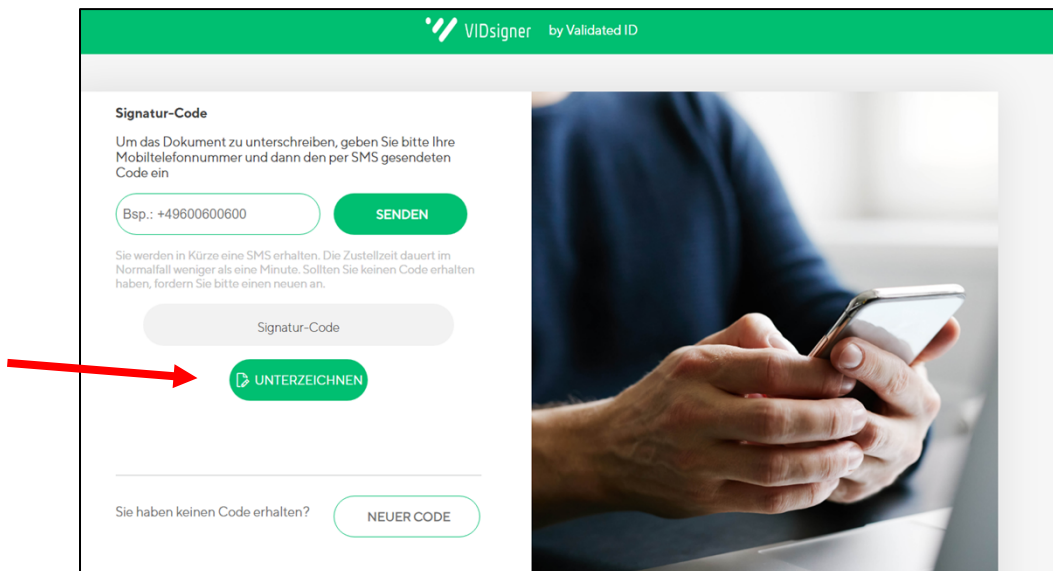 VIDsigner by Validated ID
Signatur-Code
Um das Dokument zu unterschreiben, geben Sie bitte Ihre
Mobiltelefonnummer und dann den per SMS gesendeten
Code ein
Bsp.: +49600600600
SENDEN
Sie werden in Kürze eine SMS erhalten. Die Zustellzeit dauert im
Normalfall weniger als eine Minute. Sollten Sie keinen Code erhalten
haben, fordern Sie bitte einen neuen an.
Signatur-Code
UNTERZEICHNEN
Sie haben keinen Code erhalten?
NEUER CODE